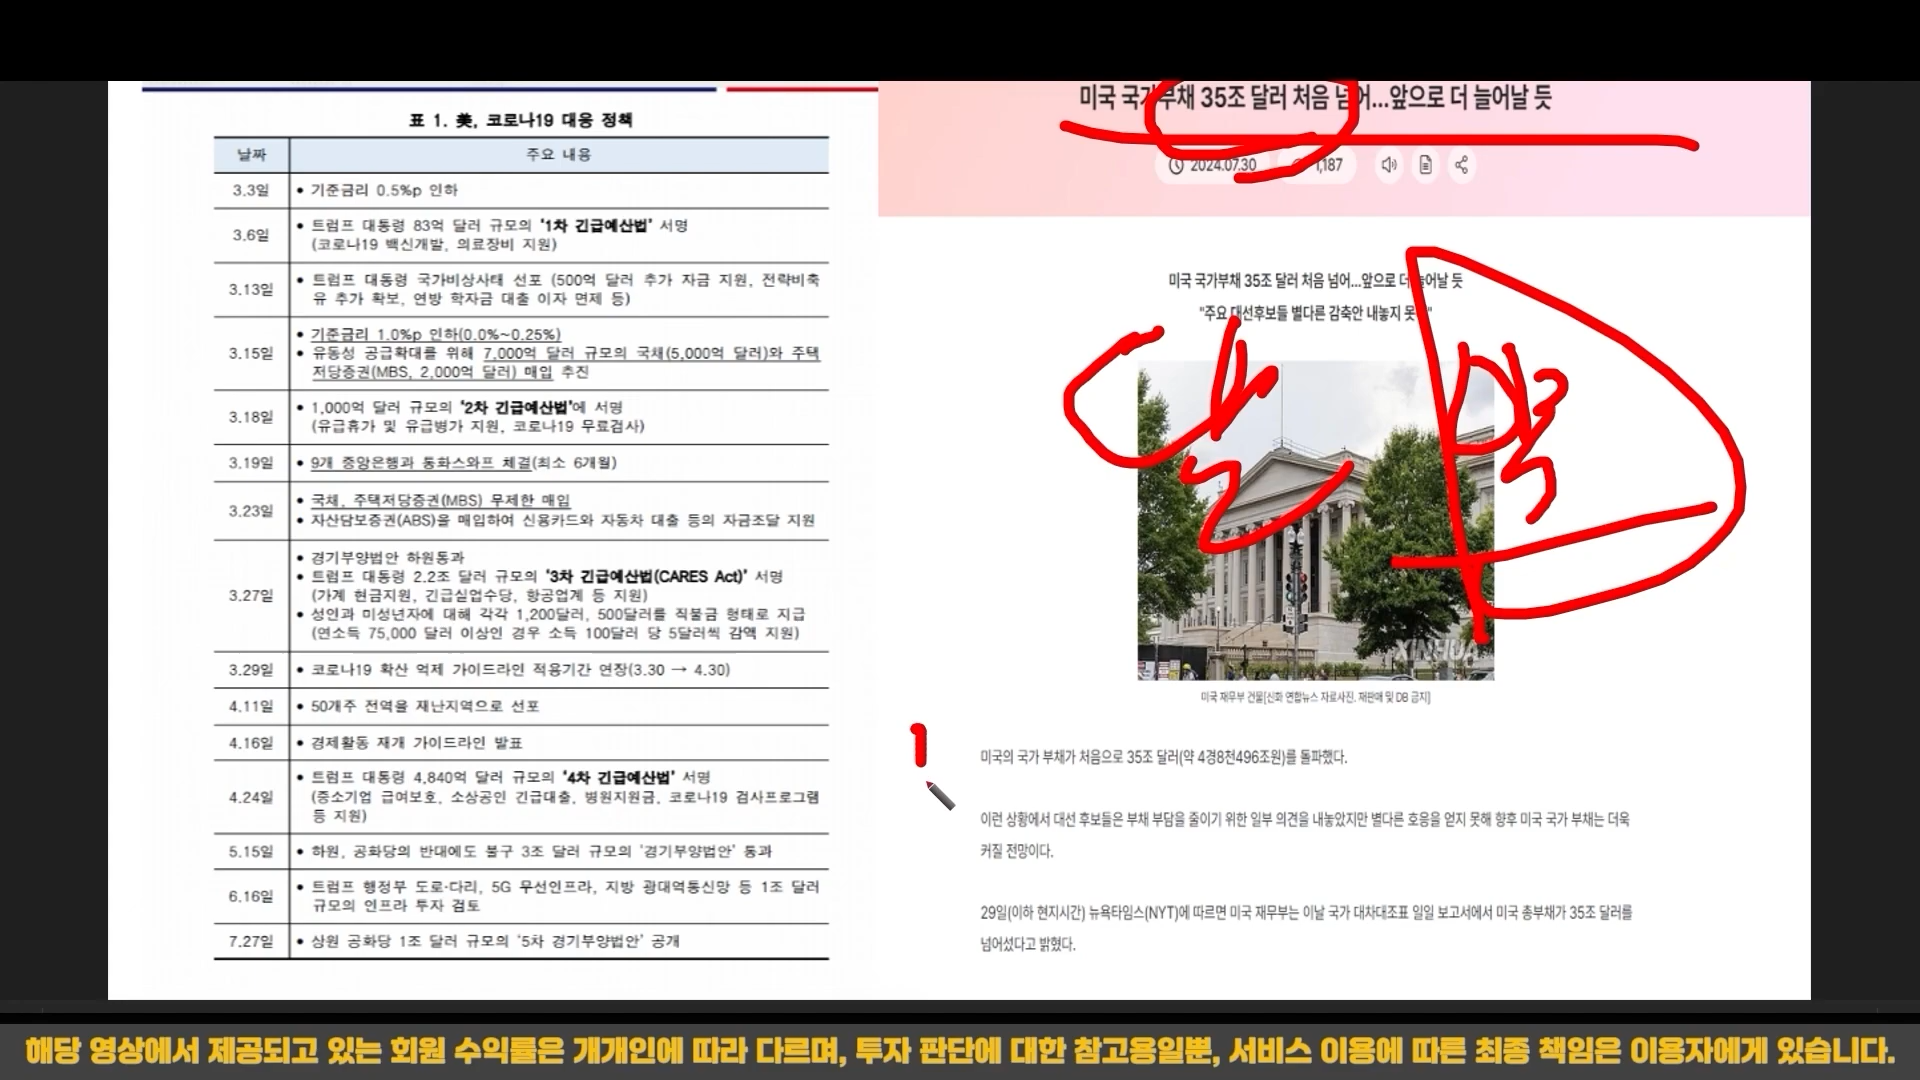 표 1. 美, 코로나19 대응 정책
날짜 주요 내용
3.3일 • 기준금리 0.5%p 인하
3.6일 • 트럼프 대통령 83억 달러 규모의 '1차 긴급예산법' 서명
(코로나19 백신개발, 의료장비 지원)
3.13일 • 트럼프 대통령 국가비상사태 선포 (500억 달러 추가 자금 지원, 전략비축
유 추가 확보, 연방 학자금 대출 이자 면제 등)
3.15일 • 기준금리 1.0%p 인하(0.0%~0.25%)
• 유동성 공급확대를 위해 7,000억 달러 규모의 국채(5,000억 달러)와 주택
저당증권(MBS, 2,000억 달러) 매입 추진
3.18일 • 1,000억 달러 규모의 '2차 긴급예산법'에 서명
(유급휴가 및 유급병가 지원, 코로나19 무료검사)
3.19일 • 9개 중앙은행과 통화스와프 체결(최소 6개월)
3.23일 • 국채, 주택저당증권(MBS) 무제한 매입
• 자산담보증권(ABS)을 매입하여 신용카드와 자동차 대출 등의 자금조달 지원
3.27일 • 경기부양법안 하원통과
• 트럼프 대통령 2.2조 달러 규모의 '3차 긴급예산법(CARES Act)' 서명
(가계 현금지원, 긴급실업수당, 항공업계 등 지원)
• 성인과 미성년자에 대해 각각 1,200달러, 500달러를 직불금 형태로 지급
(연소득 75,000 달러 이상인 경우 소득 100달러 당 5달러씩 감액 지원)
3.29일 • 코로나19 확산 억제 가이드라인 적용기간 연장(3.30 → 4.30)
4.11일 • 50개주 전역을 재난지역으로 선포
4.16일 • 경제활동 재개 가이드라인 발표
4.24일 • 트럼프 대통령 4,840억 달러 규모의 '4차 긴급예산법' 서명
(중소기업 급여보호, 소상공인 긴급대출, 병원지원금, 코로나19 검사프로그램
등 지원)
5.15일 • 하원, 공화당의 반대에도 불구 3조 달러 규모의 '경기부양법안' 통과
6.16일 • 트럼프 행정부 도로·다리, 5G 무선인프라, 지방 광대역통신망 등 1조 달러
규모의 인프라 투자 검토
7.27일 • 상원 공화당 1조 달러 규모의 '5차 경기부양법안' 공개
미국 국가부채 35조 달러 처음 넘어...앞으로 더 늘어날 듯
2024.07.30 1,187
미국 국가부채 35조 달러 처음 넘어...앞으로 더 늘어날 듯
"주요 대선후보들 별다른 감축안 내놓지 못
XINHUA
미국 재무부 건물[신화 연합뉴스 자료사진. 재판매 및 DB 금지]
1
미국의 국가 부채가 처음으로 35조 달러(약 4경8천496조원)를 돌파했다.
이런 상황에서 대선 후보들은 부채 부담을 줄이기 위한 일부 의견을 내놓았지만 별다른 호응을 얻지 못해 향후 미국 국가 부채는 더욱
커질 전망이다.
29일(이하 현지시간) 뉴욕타임스(NYT)에 따르면 미국 재무부는 이날 국가 대차대조표 일일 보고서에서 미국 총부채가 35조 달러를
넘어섰다고 밝혔다.
해당 영상에서 제공되고 있는 회원 수익률은 개개인에 따라 다르며, 투자 판단에 대한 참고용일뿐, 서비스 이용에 따른 최종 책임은 이용자에게 있습니다.